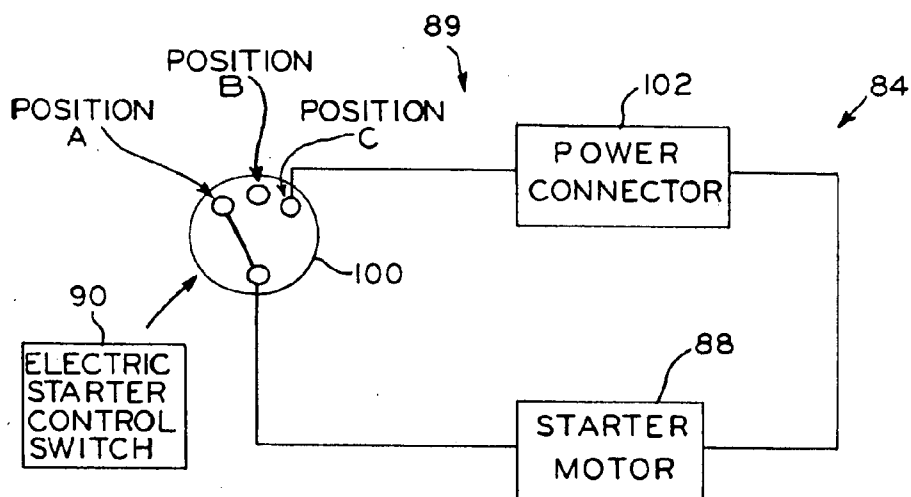 89
POSITION
B
84
POSITION
A
POSITION
C
102
POWER
CONNECTOR
100
90
ELECTRIC
STARTER
CONTROL
SWITCH
88
STARTER
MOTOR